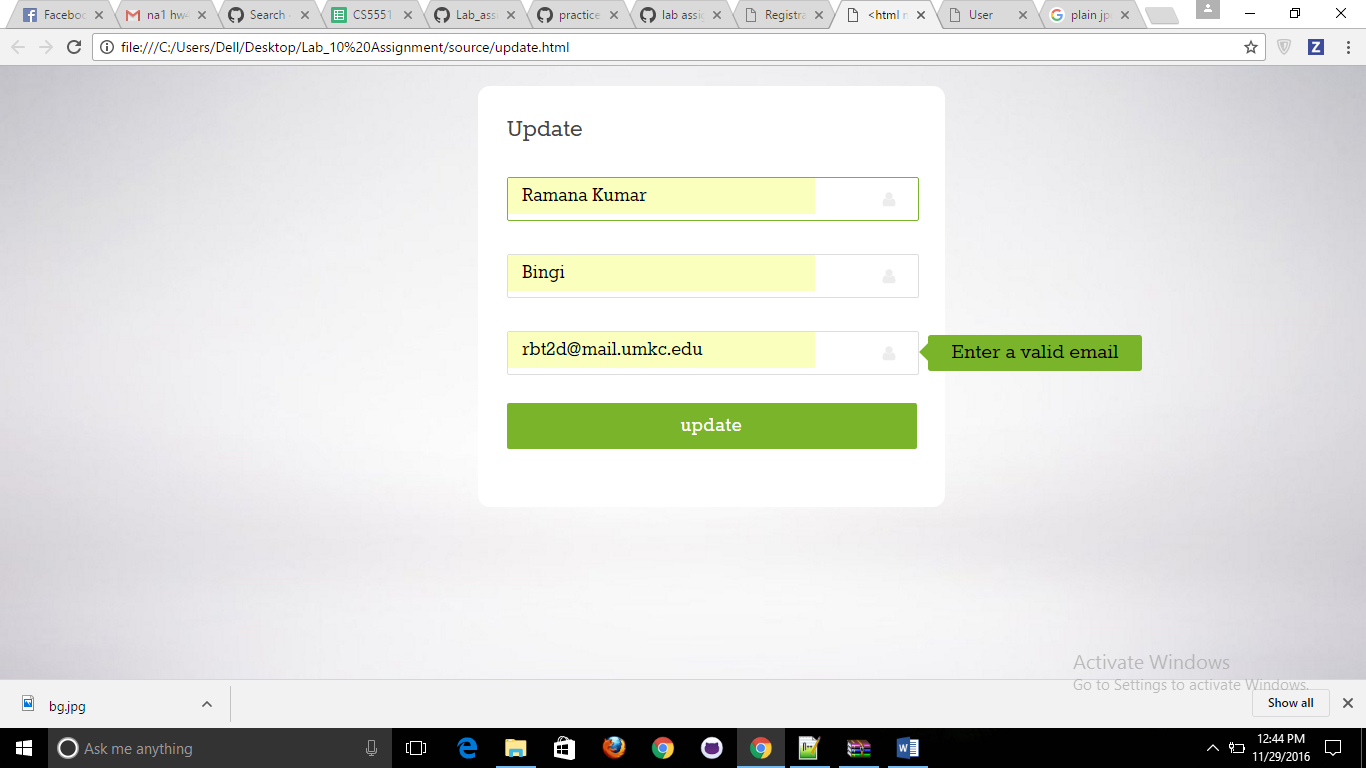 Faceboo
na1 hw
Search
CS5551
Lab_ass
practice
lab assi
Registra
<html n
User
plain.jp
file:///C:/Users/Dell/Desktop/Lab_10%20Assignment/source/update.html
Z
Update
Ramana Kumar
Bingi
rbt2d@mail.umkc.edu
Enter a valid email
update
Activate Windows
Go to Settings to activate Windows.
bg.jpg
Show all
Ask me anything
12:44 PM
11/29/2016